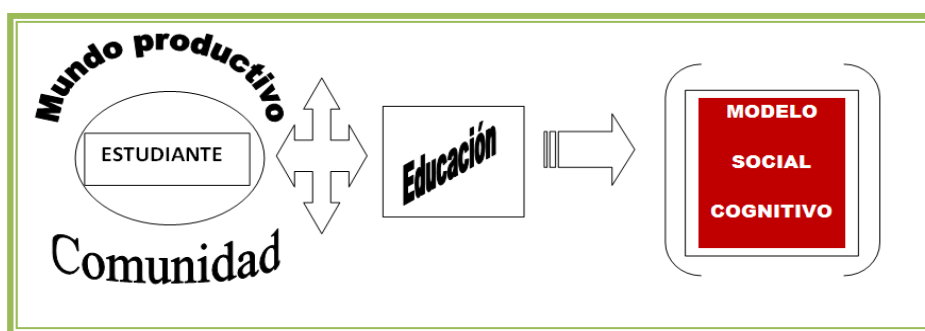 Mundo productivo
ESTUDIANTE
Comunidad
Educación
MODELO
SOCIAL
COGNITIVO